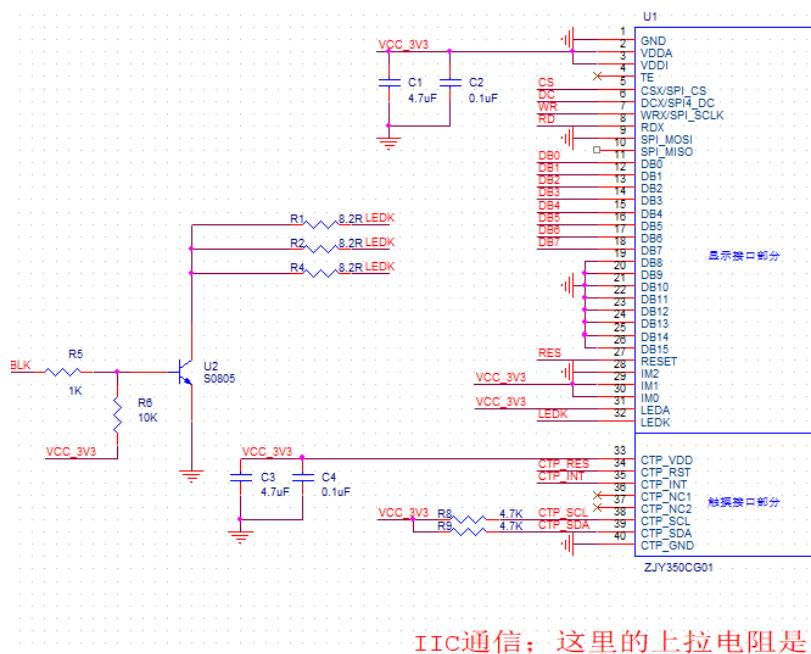 U1
1 GND
2 VDDA
3 VDDI
4 TE
5 CSX/SPI_CS
6 DCX/SPI4_DC
7 WRX/SPI_SCLK
8 RDX
9 SPI_MOSI
10 SPI_MISO
11 DB0
12 DB1
13 DB2
14 DB3
15 DB4
16 DB5
17 DB6
18 DB7
19 DB8
20 DB9
21 DB10
22 DB11
23 DB12
24 DB13
25 DB14
26 DB15
27 RESET
28 IM2
29 IM1
30 IM0
31 LEDA
32 LEDK
显示接口部分
33 CTP_VDD
34 CTP_RST
35 CTP_INT
36 CTP_NC1
37 CTP_NC2
38 CTP_SCL
39 CTP_SDA
40 CTP_GND
触摸接口部分
ZJY350CG01
VCC_3V3
C1
4.7uF
C2
0.1uF
CS
DC
WR
RD
DB0
DB1
DB2
DB3
DB4
DB5
DB6
DB7
R1 8.2R LEDK
R2 8.2R LEDK
R4 8.2R LEDK
BLK
R5
1K
R6
10K
VCC_3V3
U2
S0805
RES
VCC_3V3
VCC_3V3
LEDK
VCC_3V3
C3
4.7uF
C4
0.1uF
CTP_RES
CTP_INT
VCC_3V3
R8 4.7K CTP_SCL
R9 4.7K CTP_SDA
IIC通信; 这里的上拉电阻是